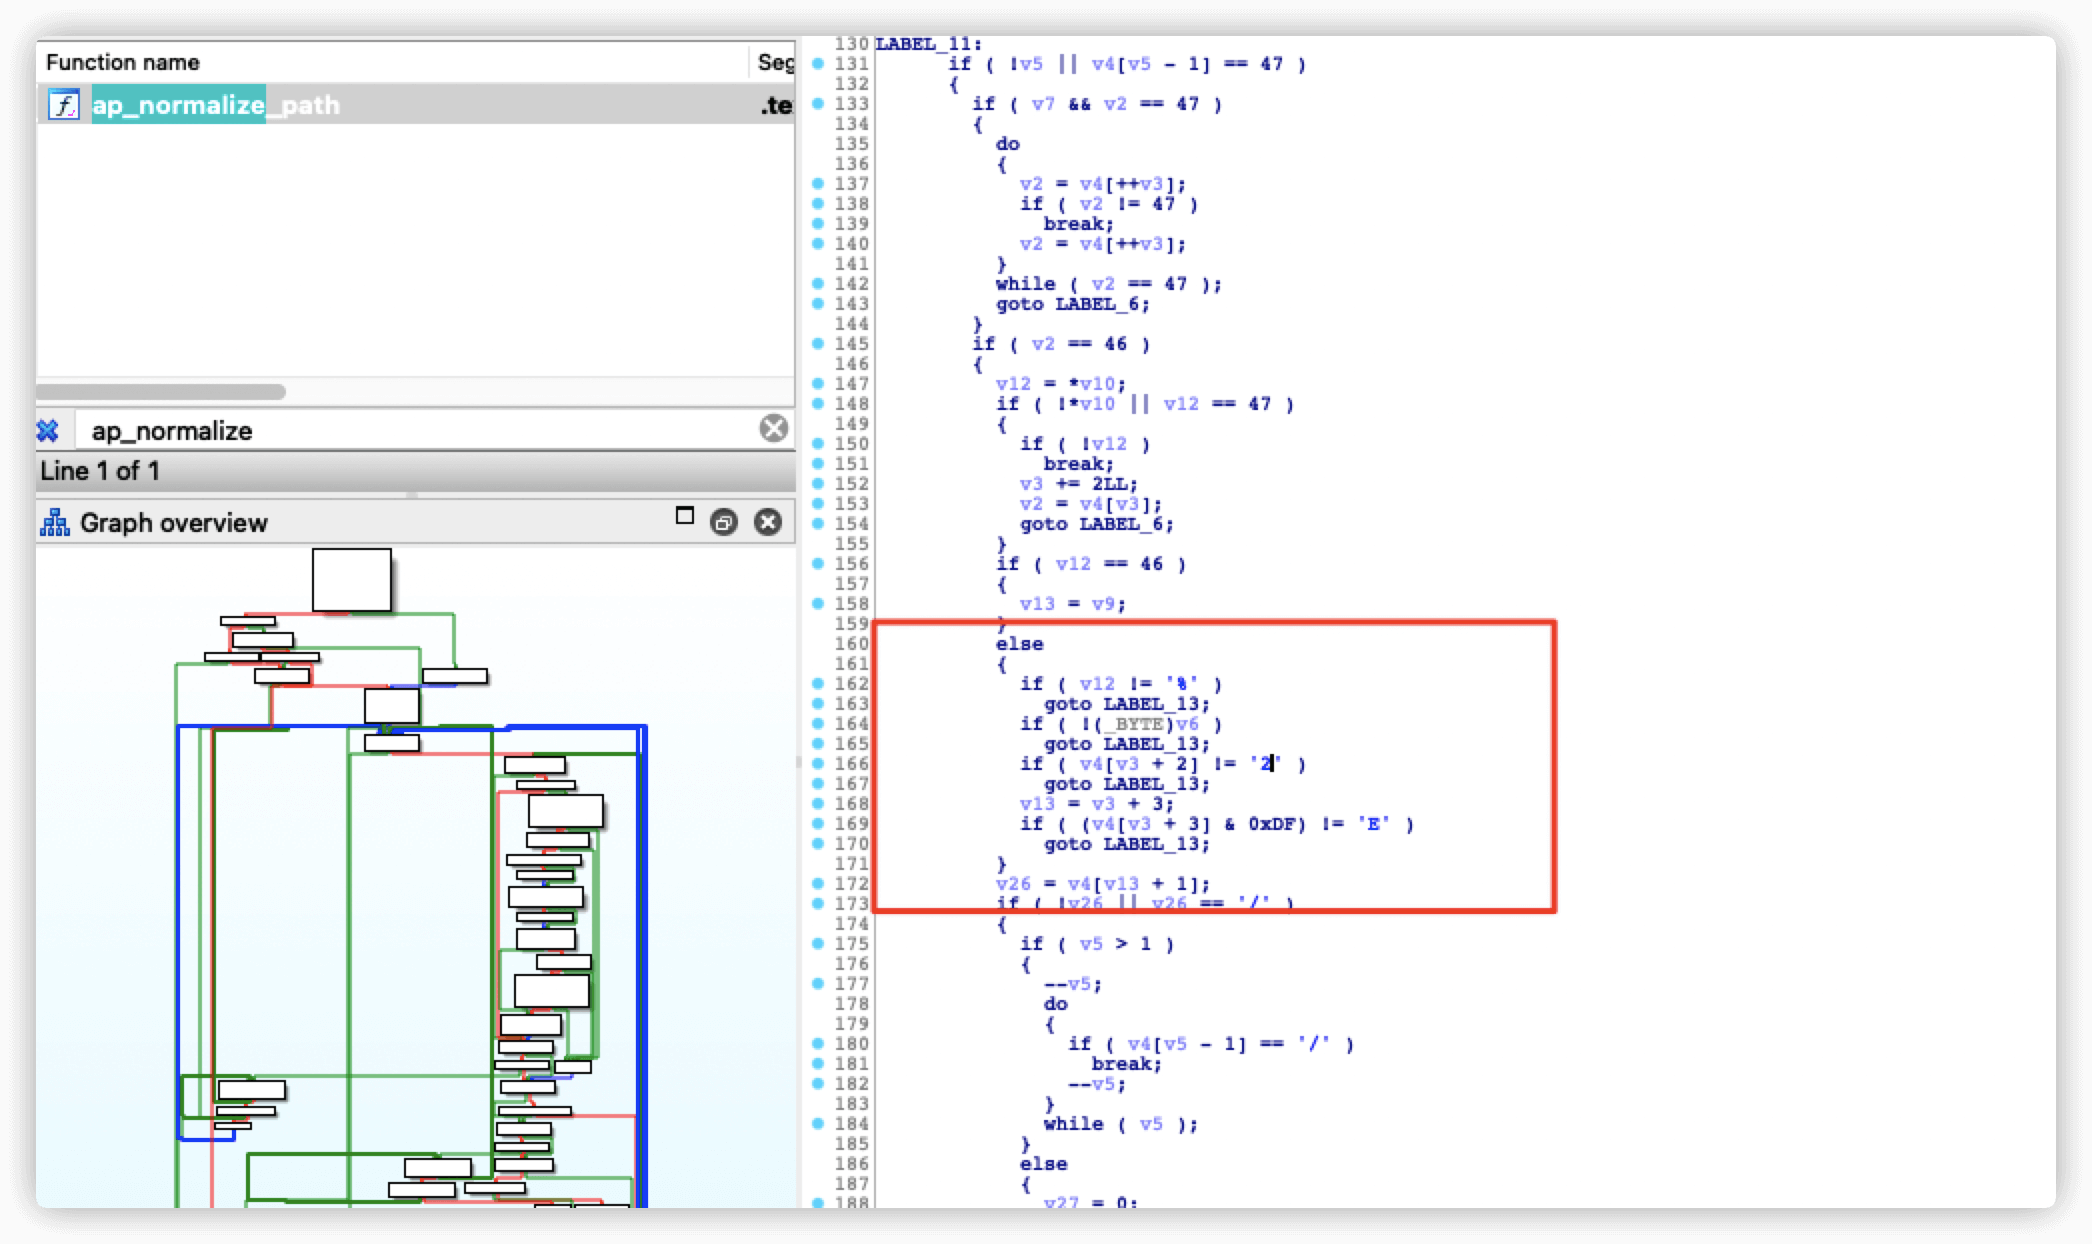 Function name Seg
ap_normalize_path .te
ap_normalize
Line 1 of 1
Graph overview
130 LABEL_11:
131 if ( !v5 || v4[v5 - 1] == 47 )
132 {
133 if ( v7 && v2 == 47 )
134 {
135 do
136 {
137 v2 = v4[++v3];
138 if ( v2 != 47 )
139 break;
140 v2 = v4[++v3];
141 }
142 while ( v2 == 47 );
143 goto LABEL_6;
144 }
145 if ( v2 == 46 )
146 {
147 v12 = *v10;
148 if ( !*v10 || v12 == 47 )
149 {
150 if ( !v12 )
151 break;
152 v3 += 2LL;
153 v2 = v4[v3];
154 goto LABEL_6;
155 }
156 if ( v12 == 46 )
157 {
158 v13 = v9;
159 }
160 else
161 {
162 if ( v12 != '%' )
163 goto LABEL_13;
164 if ( !(_BYTE)v6 )
165 goto LABEL_13;
166 if ( v4[v3 + 2] != '2' )
167 goto LABEL_13;
168 v13 = v3 + 3;
169 if ( (v4[v3 + 3] & 0xDF) != 'E' )
170 goto LABEL_13;
171 }
172 v26 = v4[v13 + 1];
173 if ( !v26 || v26 == '/' )
174 {
175 if ( v5 > 1 )
176 {
177 --v5;
178 do
179 {
180 if ( v4[v5 - 1] == '/' )
181 break;
182 --v5;
183 }
184 while ( v5 );
185 }
186 else
187 {
188 v27 = 0;